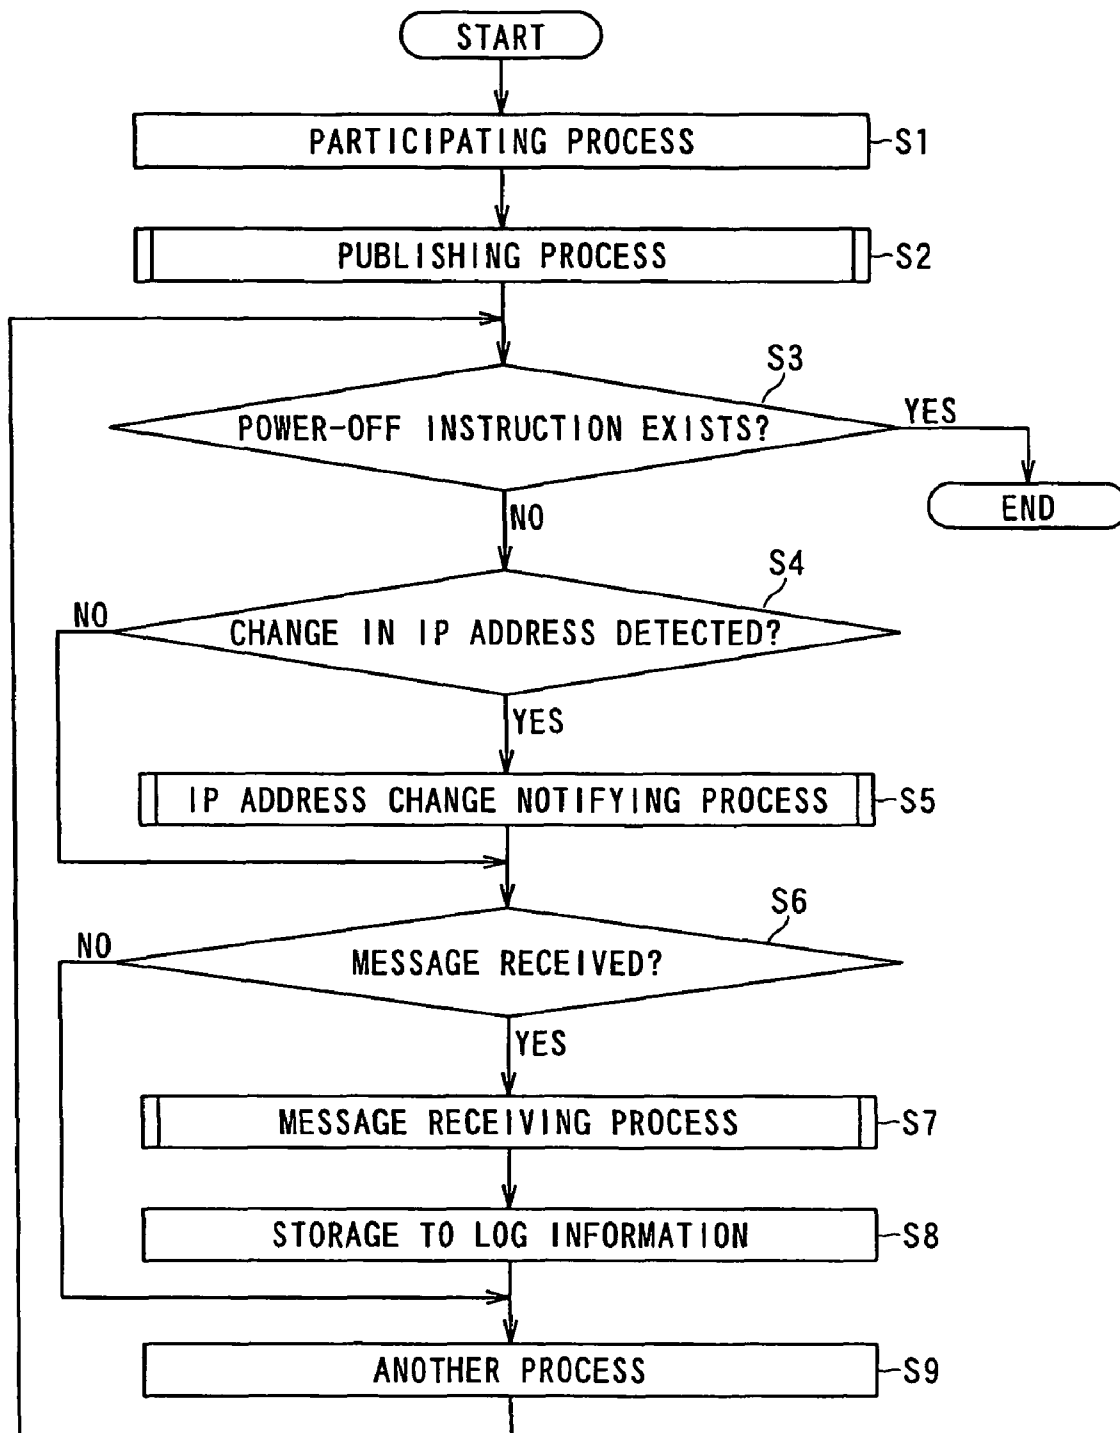 START
PARTICIPATING PROCESS S1
PUBLISHING PROCESS S2
S3
POWER-OFF INSTRUCTION EXISTS?
YES
END
NO
S4
NO
CHANGE IN IP ADDRESS DETECTED?
YES
IP ADDRESS CHANGE NOTIFYING PROCESS S5
S6
NO
MESSAGE RECEIVED?
YES
MESSAGE RECEIVING PROCESS S7
STORAGE TO LOG INFORMATION S8
ANOTHER PROCESS S9